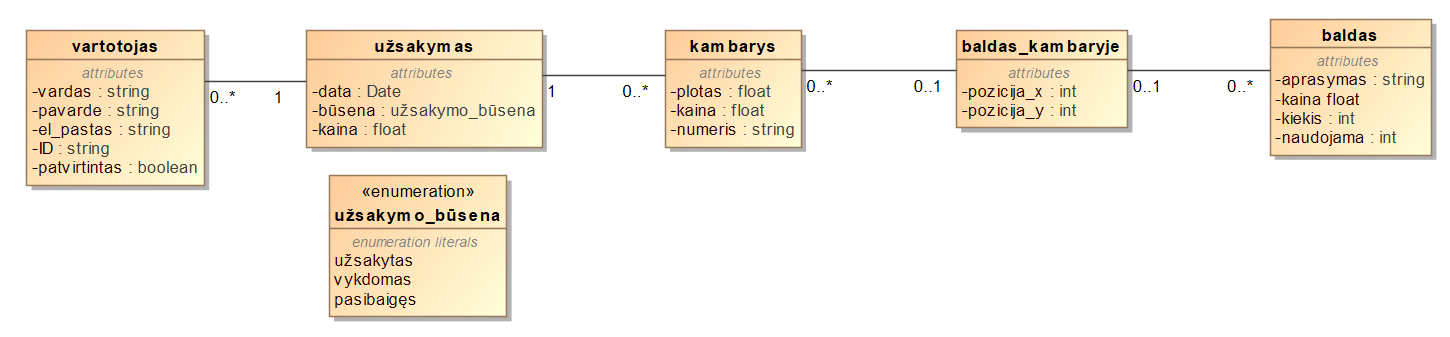 vartotojas
attributes
-vardas : string
-pavarde : string
-el_pastas : string
-ID : string
-patvirtintas : boolean
0..*
1
užsakymas
attributes
-data : Date
-būsena : užsakymo_būsena
-kaina : float
1
0..*
«enumeration»
užsakymo_būsena
enumeration literals
užsakytas
vykdomas
pasibaigęs
kambarys
attributes
-plotas : float
-kaina : float
-numeris : string
0..*
0..1
baldas_kambaryje
attributes
-pozicija_x : int
-pozicija_y : int
0..1
0..*
baldas
attributes
-aprasymas : string
-kaina float
-kiekis : int
-naudojama : int